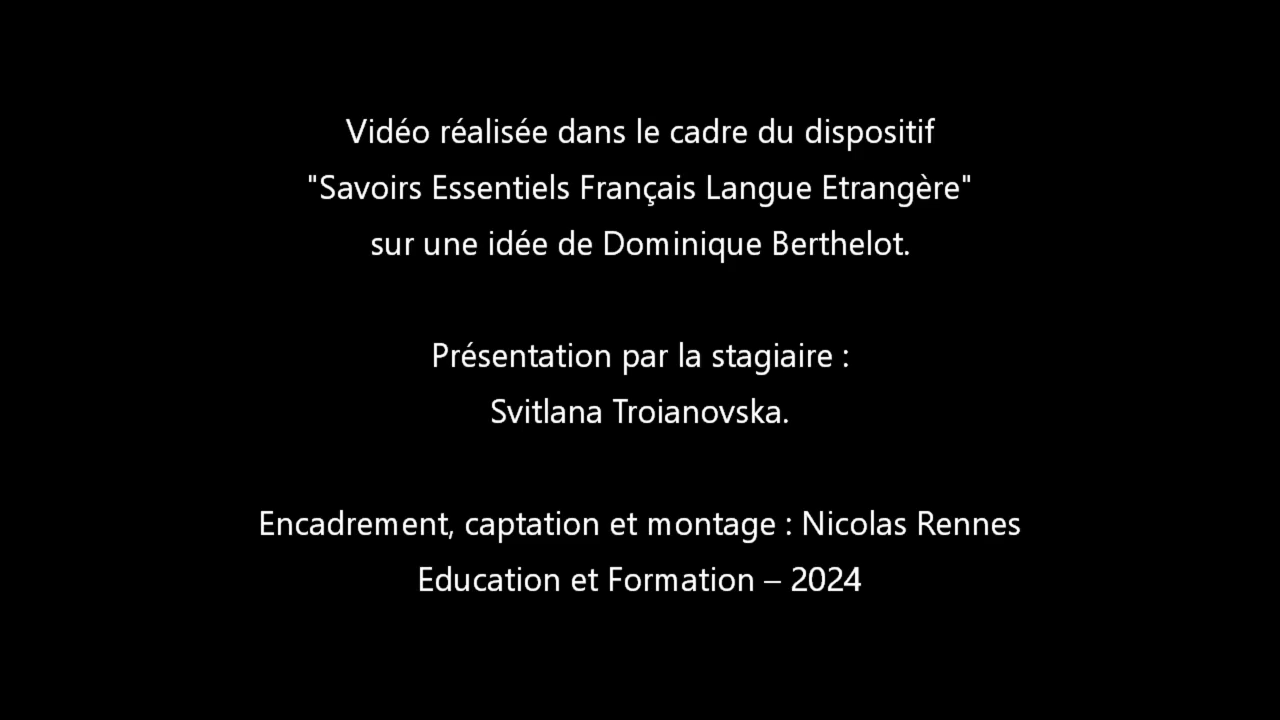 Vidéo réalisée dans le cadre du dispositif
"Savoirs Essentiels Français Langue Etrangère"
sur une idée de Dominique Berthelot.
Présentation par la stagiaire :
Svitlana Troianovska.
Encadrement, captation et montage : Nicolas Rennes
Education et Formation – 2024